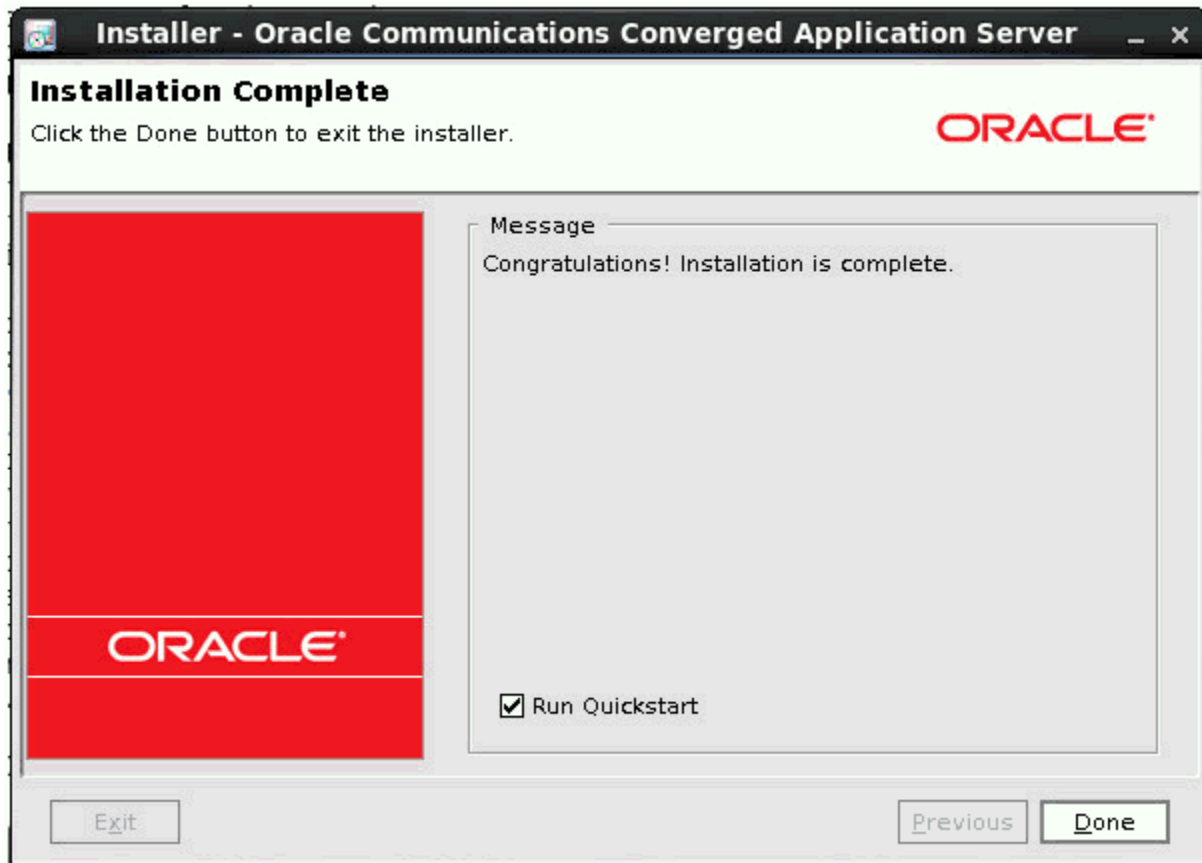 Installer - Oracle Communications Converged Application Server
Installation Complete
Click the Done button to exit the installer.
ORACLE
Message
Congratulations! Installation is complete.
ORACLE
Run Quickstart
Exit
Previous
Done